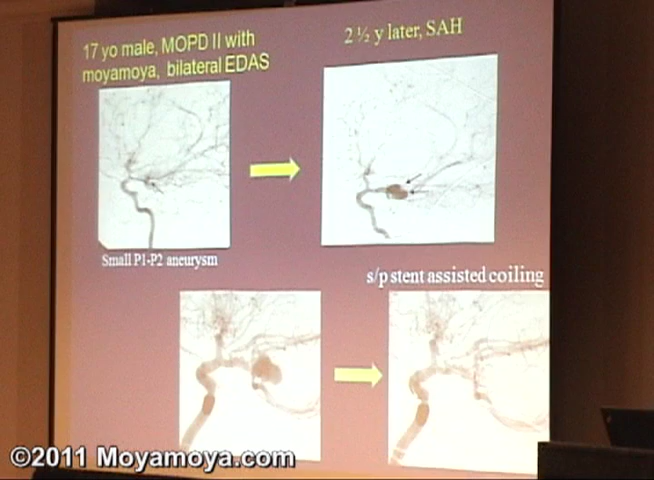 17 yo male, MOPD II with
moyamoya, bilateral EDAS
2 ½ y later, SAH
Small P1-P2 aneurysm
s/p stent assisted coiling
©2011 Moyamoya.com